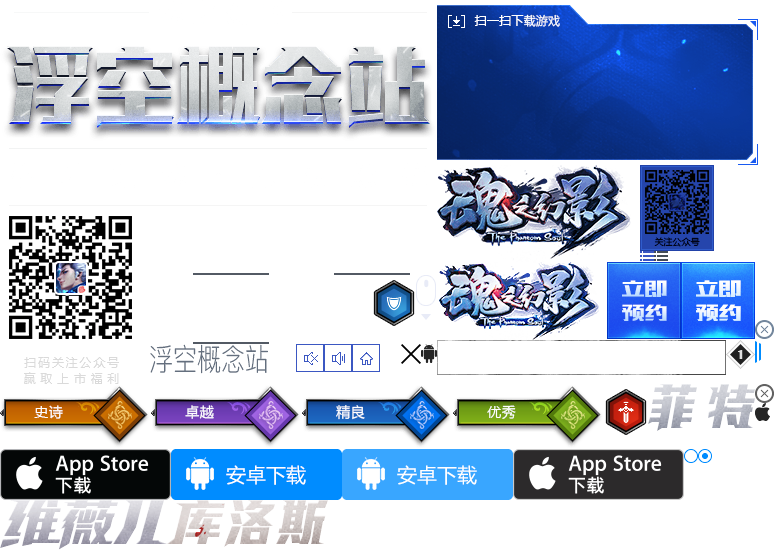 扫一扫下载游戏
浮空概念站
魂之幻影
The Phantom Soul
关注公众号
魂之幻影
The Phantom Soul
立即
预约
立即
预约
扫码关注公众号
赢取上市福利
浮空概念站
1
史诗
卓越
精良
优秀
菲特
App Store
下载
安卓下载
安卓下载
App Store
下载
维薇儿
库洛斯